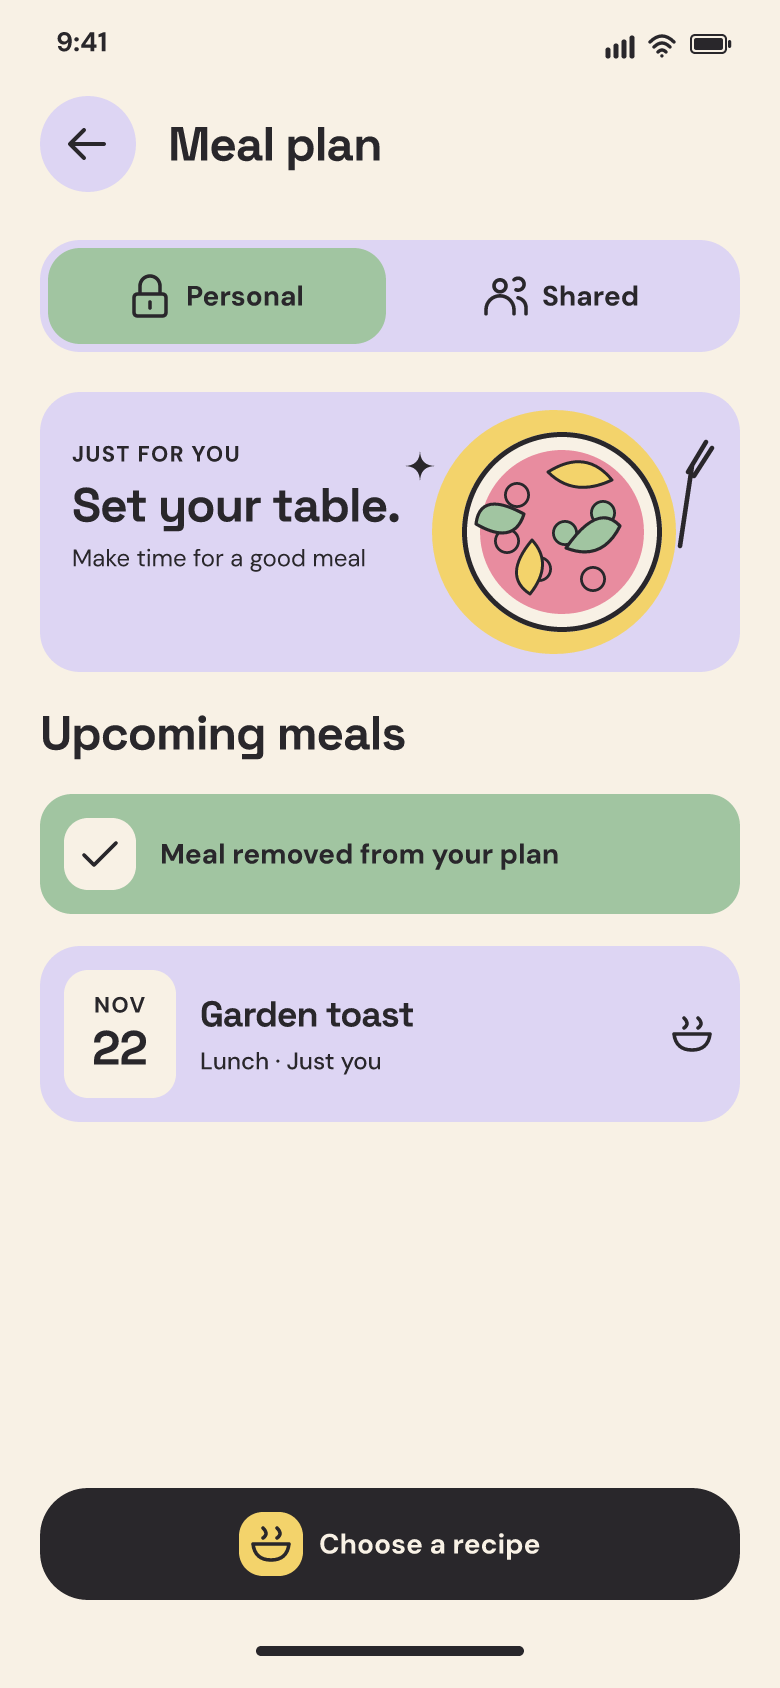 9:41
Meal plan
Personal
Shared
JUST FOR YOU
Set your table.
Make time for a good meal
Upcoming meals
Meal removed from your plan
NOV
22
Garden toast
Lunch · Just you
Choose a recipe